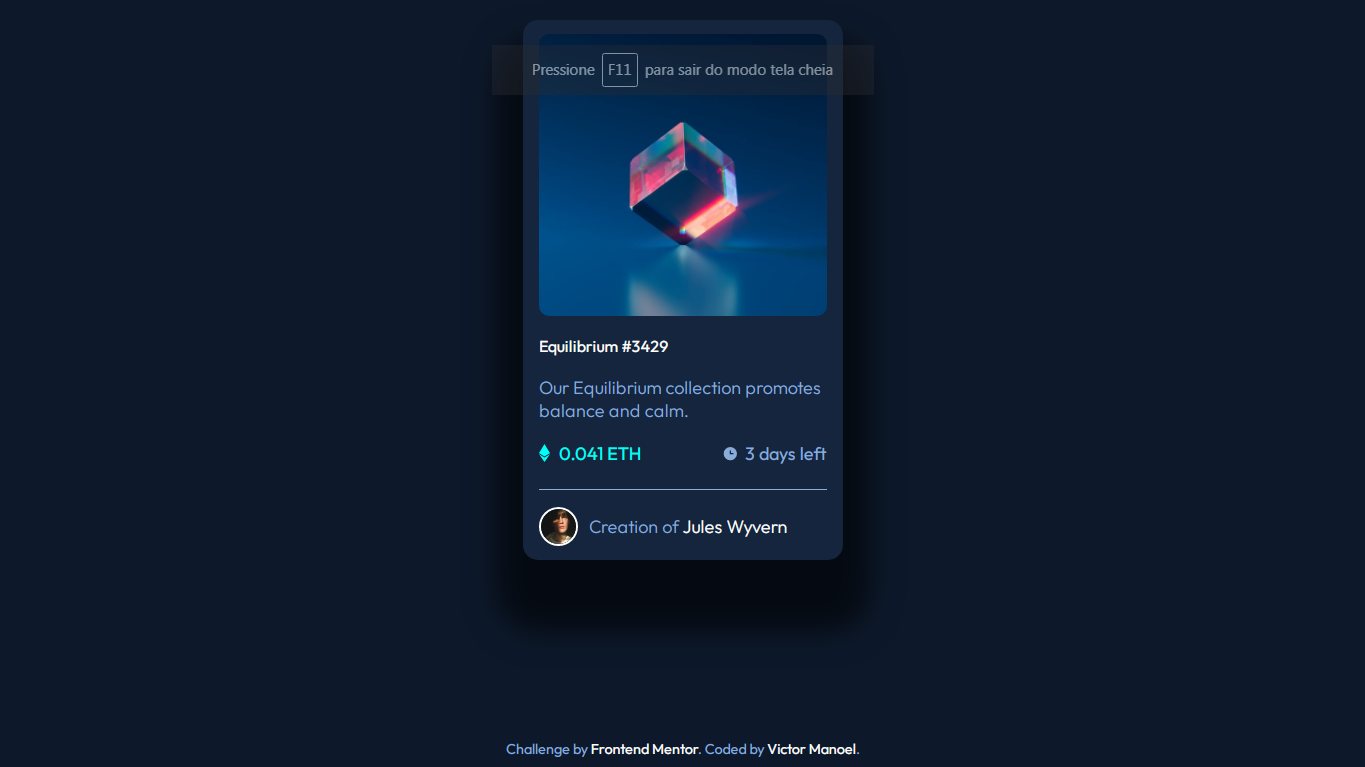 Pressione F11 para sair do modo tela cheia
Equilibrium #3429
Our Equilibrium collection promotes
balance and calm.
0.041 ETH
3 days left
Creation of Jules Wyvern
Challenge by Frontend Mentor. Coded by Victor Manoel.